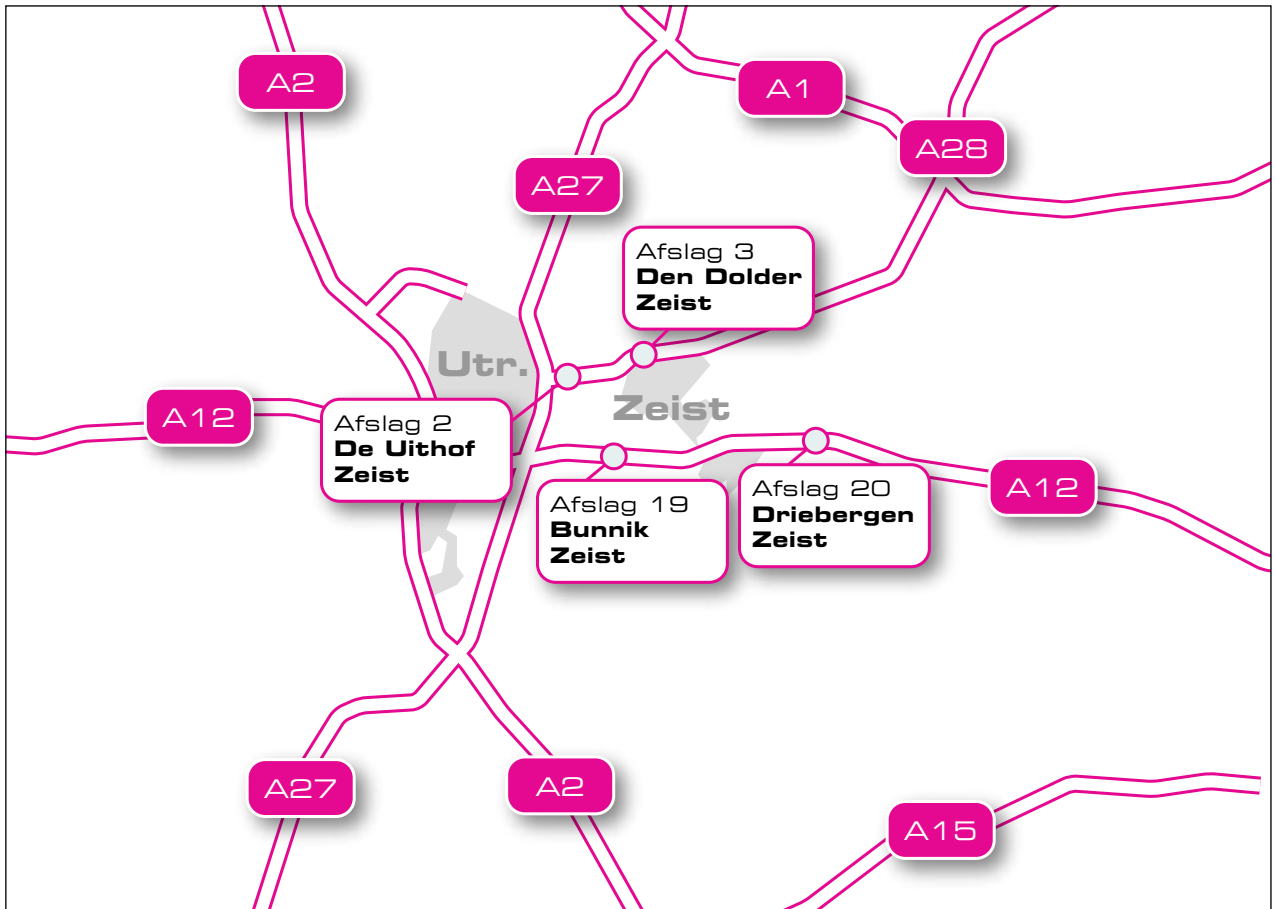 A2
A1
A28
A27
Afslag 3
Den Dolder
Zeist
Utr.
Zeist
A12
Afslag 2
De Uithof
Zeist
Afslag 19
Bunnik
Zeist
Afslag 20
Driebergen
Zeist
A12
A27
A2
A15